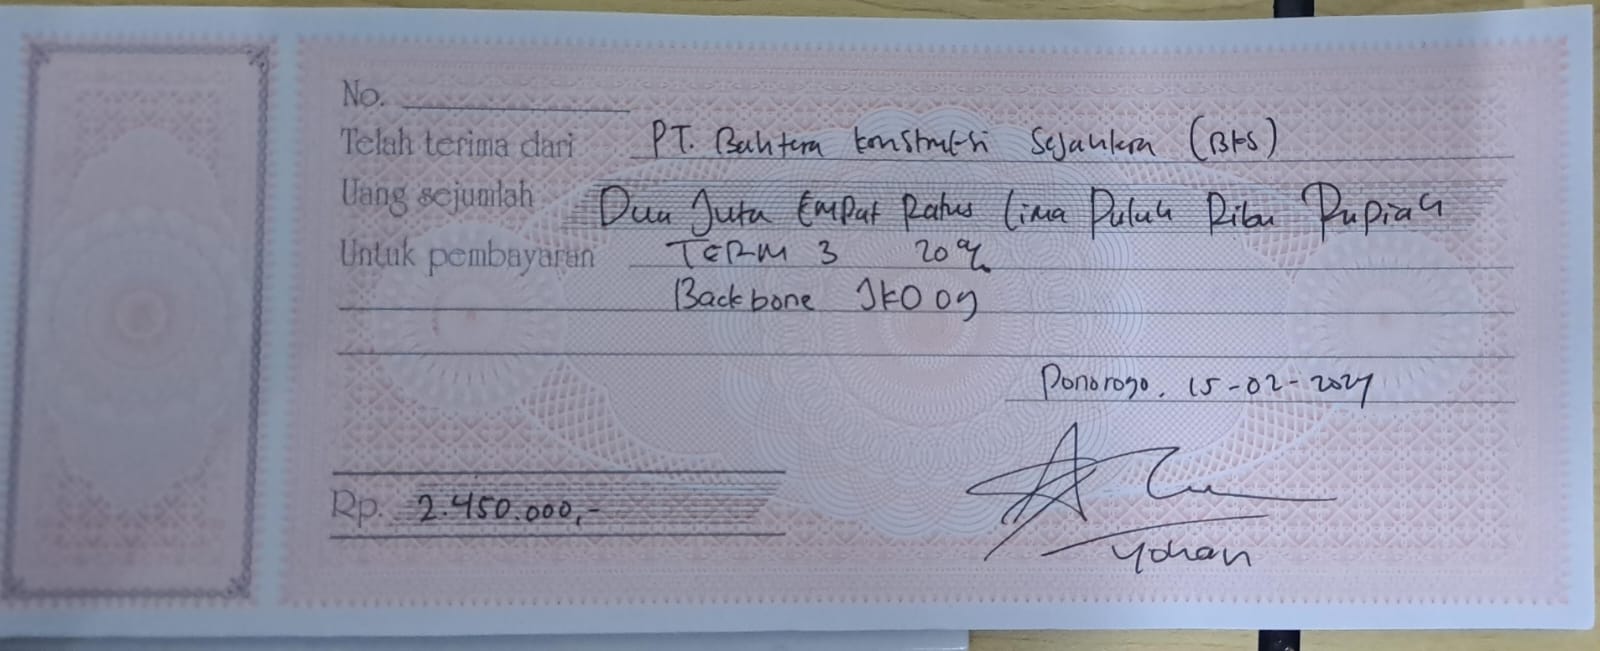 No.
Telah terima dari PT. Bahtera Konstruksi Sejahtera (BKS)
Uang sejumlah Dua Juta Empat Ratus Lima Puluh Ribu Rupiah
Untuk pembayaran TERM 3 20%
Backbone JKO 09
Ponorogo, 15-02-2024
Rp. 2.450.000,-
Yohan